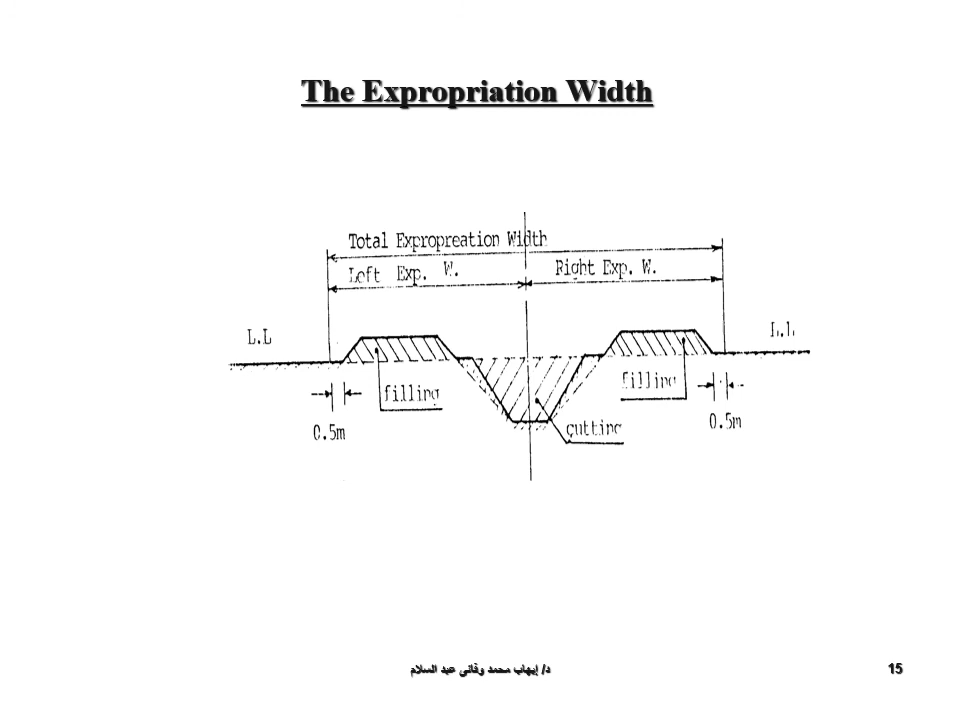 The Expropriation Width
Total Expropreation Width
Left Exp. W.
Right Exp. W.
L.L
L.L
filling
filling
cutting
0.5m
0.5m
د/ إيهاب محمد وفائى عبد السلام
15